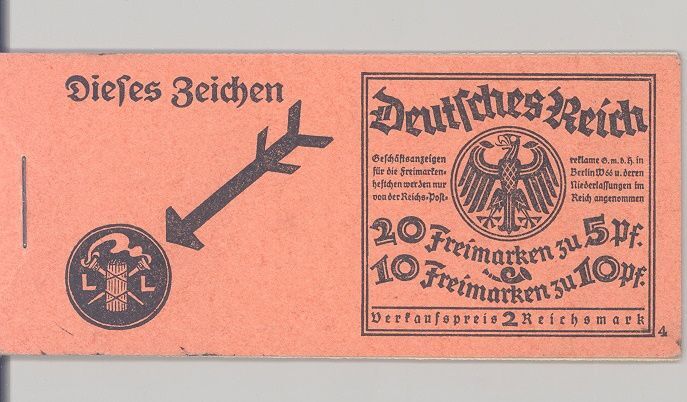 Dieses Zeichen
L L
Deutsches Reich
Geschäftsanzeigen
für die Freimarken-
heftchen werden nur
von der Reichs-Post-
reklame G.m.b.H. in
Berlin W 66 u. deren
Niederlassungen im
Reich angenommen
20 Freimarken zu 5 Pf.
10 Freimarken zu 10 Pf.
Verkaufspreis 2 Reichsmark
4